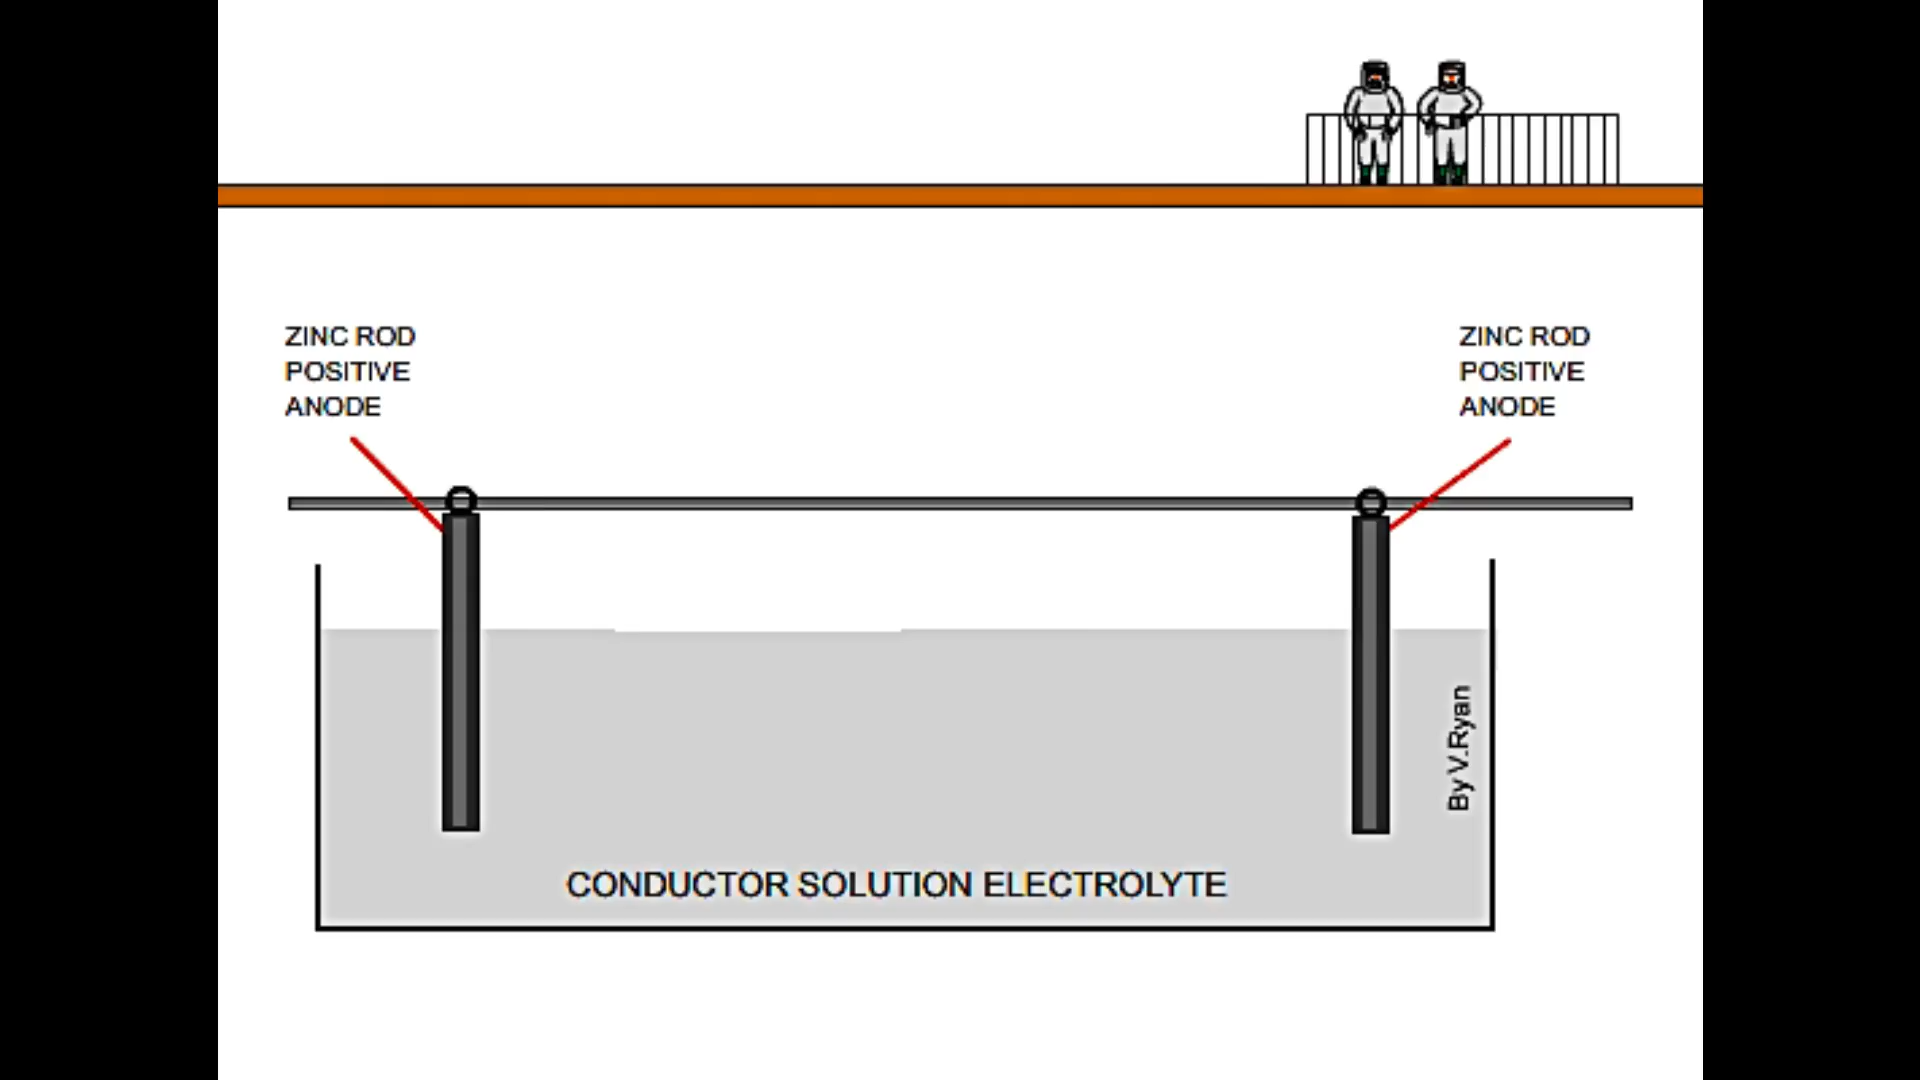 ZINC ROD
POSITIVE
ANODE
ZINC ROD
POSITIVE
ANODE
By V.Ryan
CONDUCTOR SOLUTION ELECTROLYTE